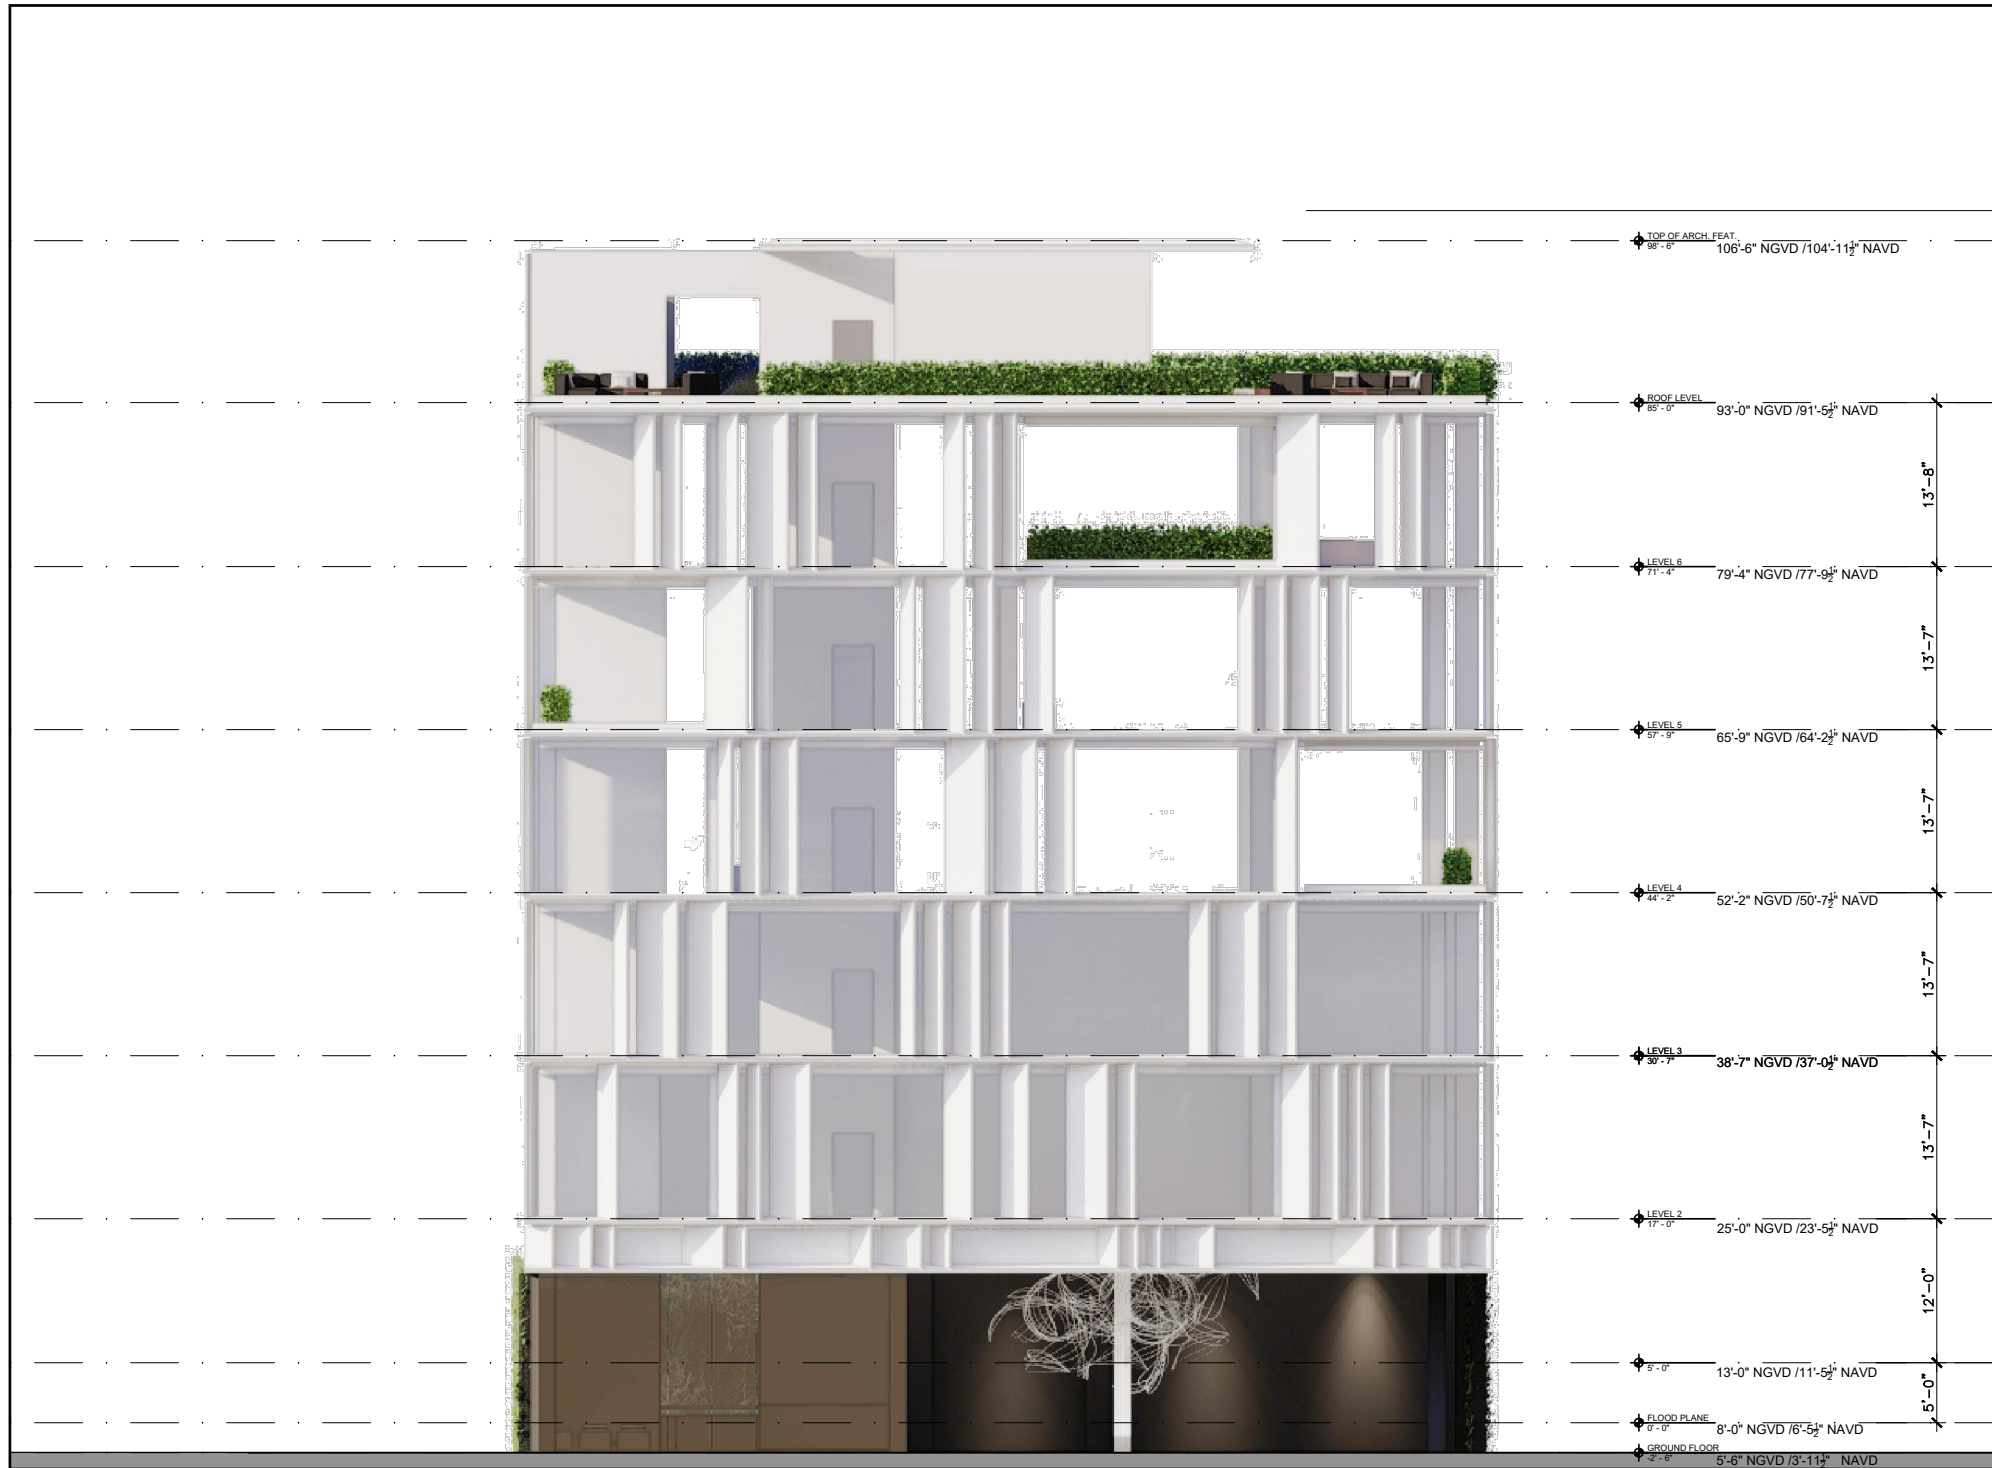 TOP OF ARCH. FEAT.
98' - 6" 106'-6" NGVD /104'-11½" NAVD
ROOF LEVEL
85' - 0" 93'-0" NGVD /91'-5½" NAVD
13'-8"
LEVEL 6
71' - 4" 79'-4" NGVD /77'-9½" NAVD
13'-7"
LEVEL 5
57' - 9" 65'-9" NGVD /64'-2½" NAVD
13'-7"
LEVEL 4
44' - 2" 52'-2" NGVD /50'-7½" NAVD
13'-7"
LEVEL 3
30' - 7" 38'-7" NGVD /37'-0½" NAVD
13'-7"
LEVEL 2
17' - 0" 25'-0" NGVD /23'-5½" NAVD
12'-0"
5' - 0" 13'-0" NGVD /11'-5½" NAVD
5'-0"
FLOOD PLANE
0' - 0" 8'-0" NGVD /6'-5½" NAVD
GROUND FLOOR
-2' - 6" 5'-6" NGVD /3'-11½" NAVD